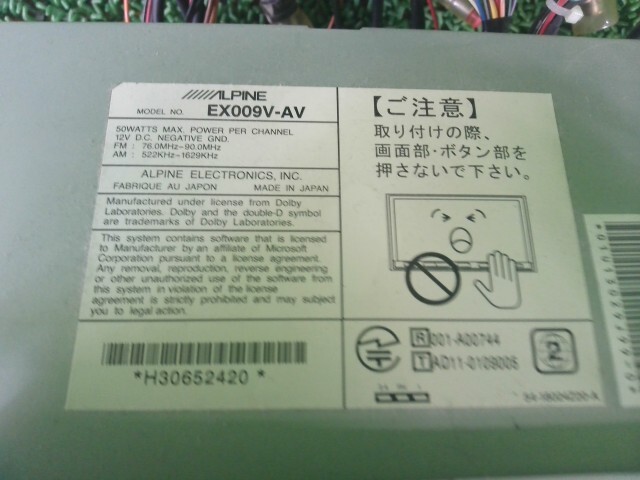 ALPINE
MODEL NO. EX009V-AV
50WATTS MAX. POWER PER CHANNEL
12V D.C. NEGATIVE GND.
FM : 76.0MHz~90.0MHz
AM : 522KHz~1629KHz
ALPINE ELECTRONICS, INC.
FABRIQUE AU JAPON MADE IN JAPAN
Manufactured under license from Dolby
Laboratories. Dolby and the double-D symbol
are trademarks of Dolby Laboratories.
This system contains software that is licensed
to Manufacturer by an affiliate of Microsoft
Corporation pursuant to a license agreement.
Any removal, reproduction, reverse engineering
or other unauthorized use of the software from
this system in violation of the license
agreement is strictly prohibited and may subject
you to legal action.
*H30652420*
【ご注意】
取り付けの際、
画面部・ボタン部を
押さないで下さい。
R 001-A00744
T AD11-0109005
2